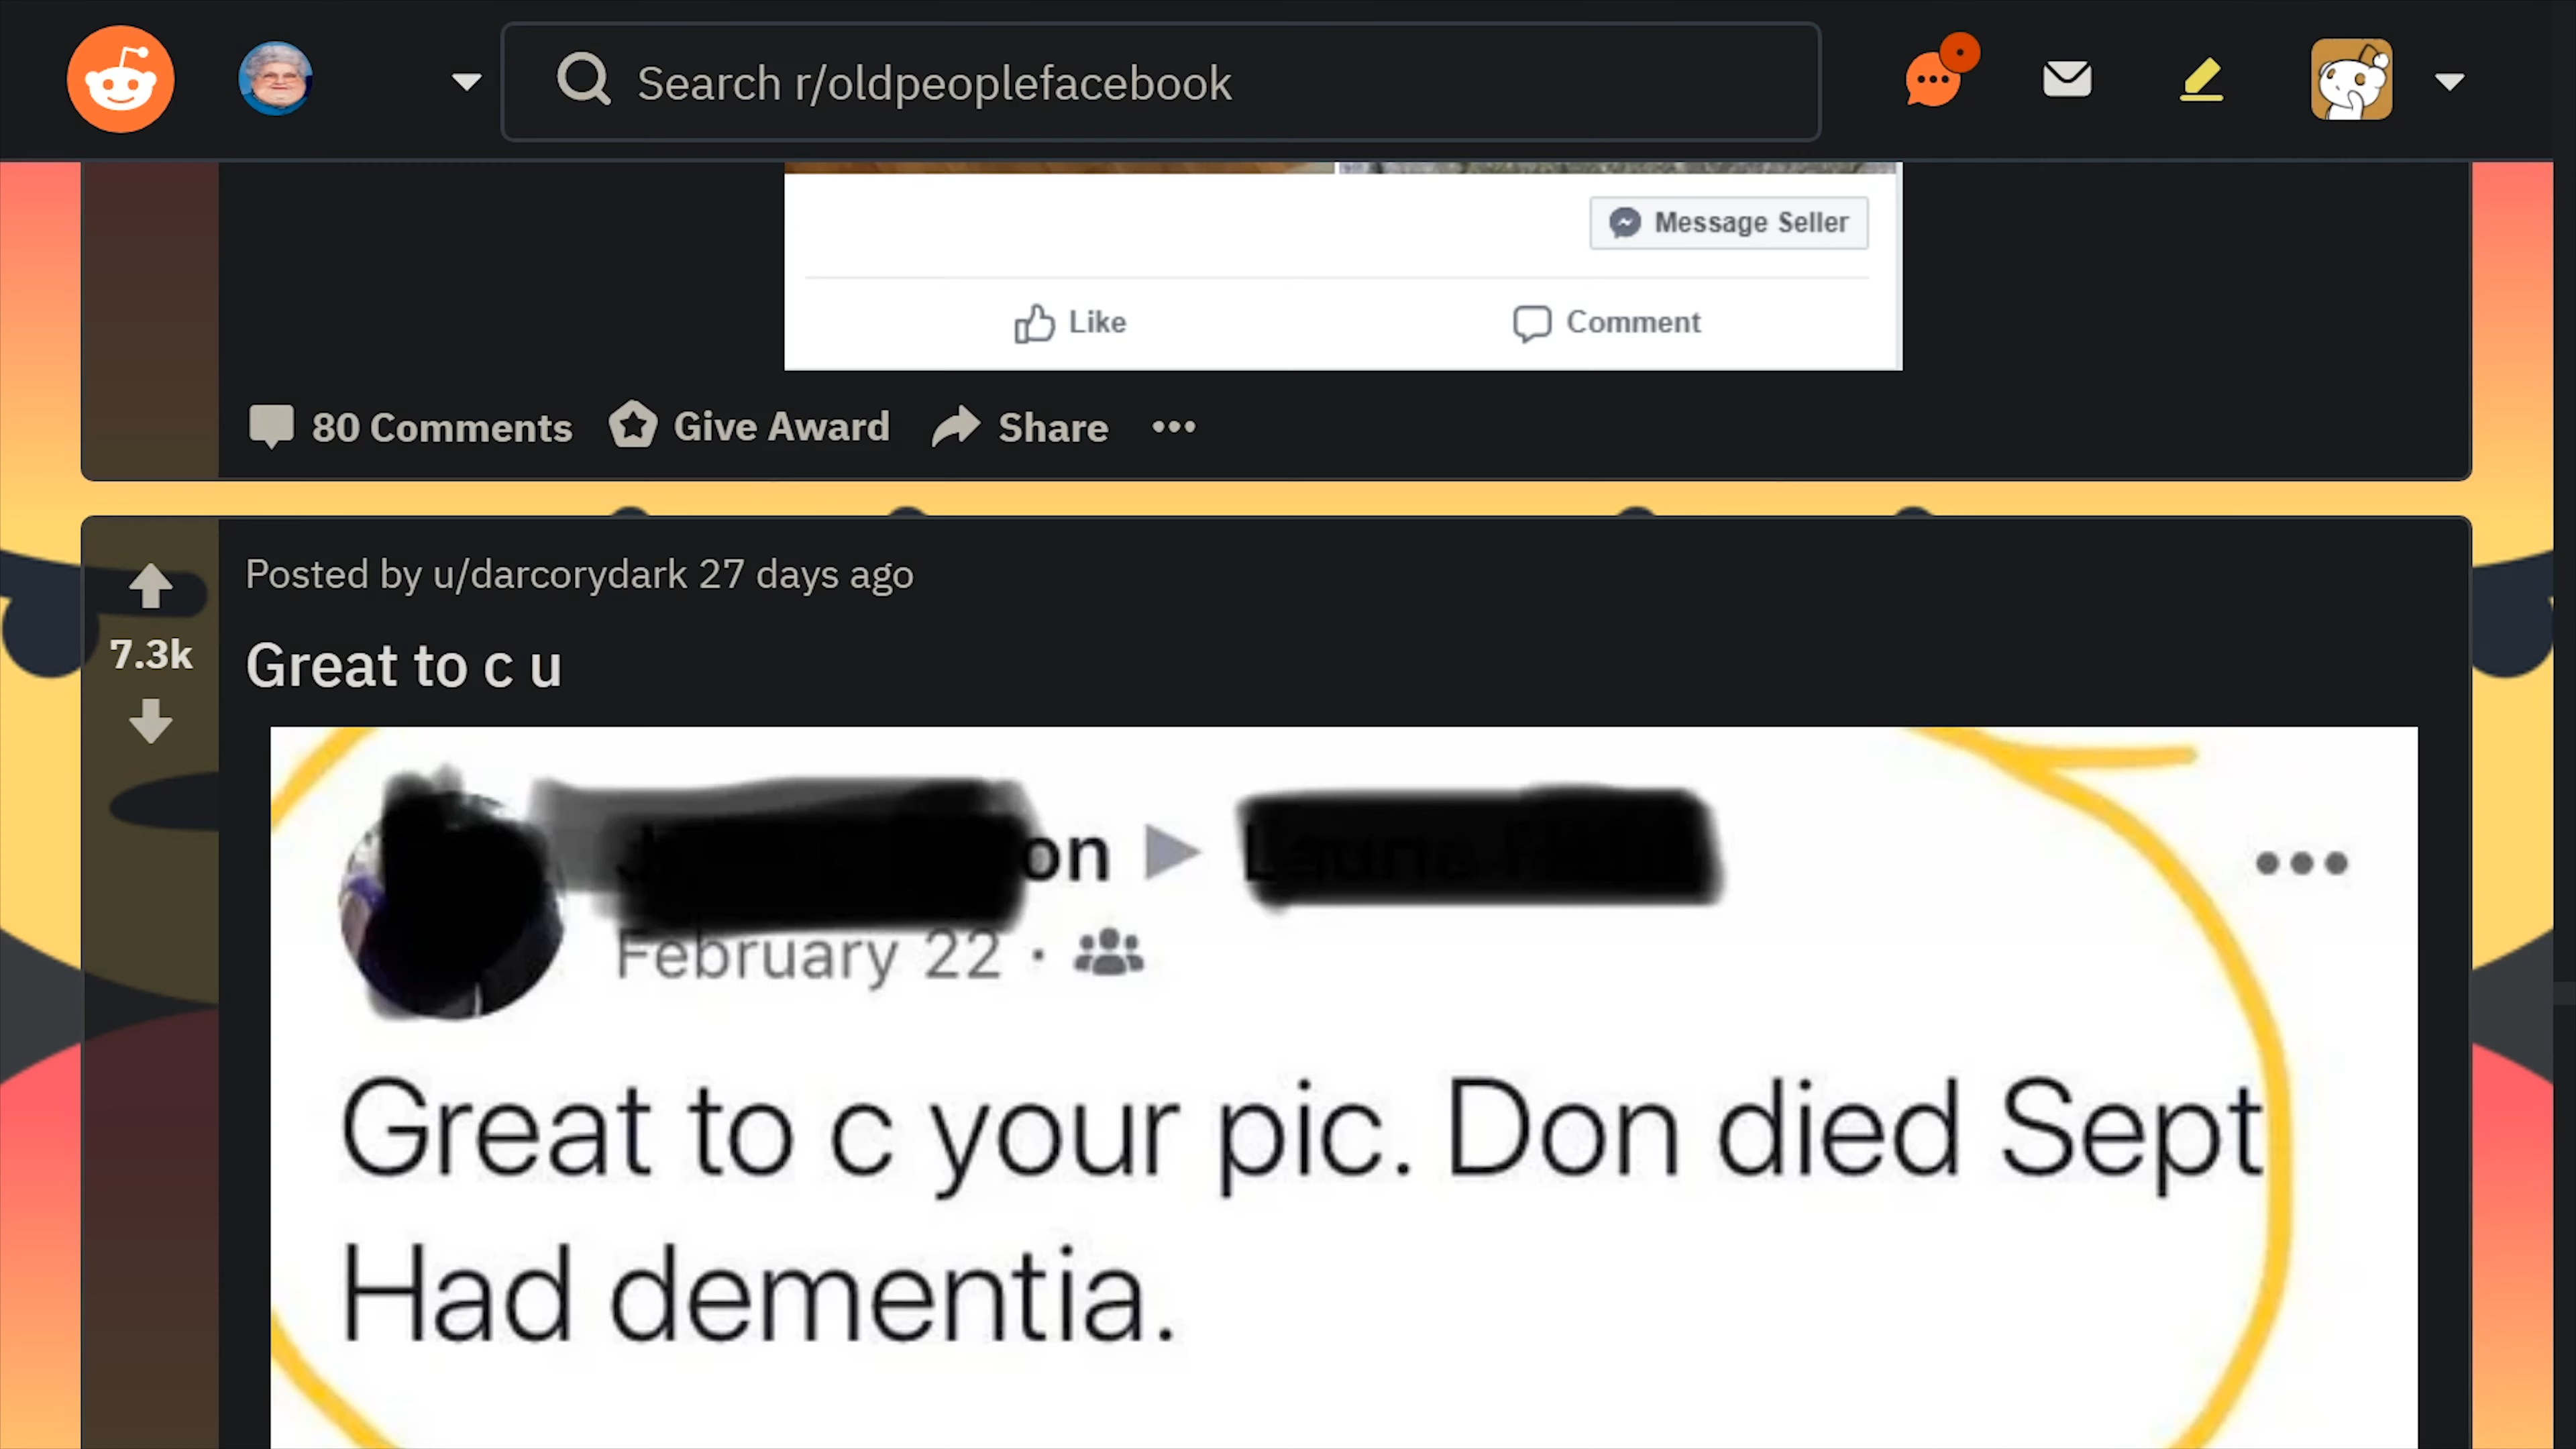 Search r/oldpeoplefacebook
Message Seller
Like
Comment
80 Comments
Give Award
Share
Posted by u/darcorydark 27 days ago
7.3k
Great to c u
on
February 22
Great to c your pic. Don died Sept
Had dementia.